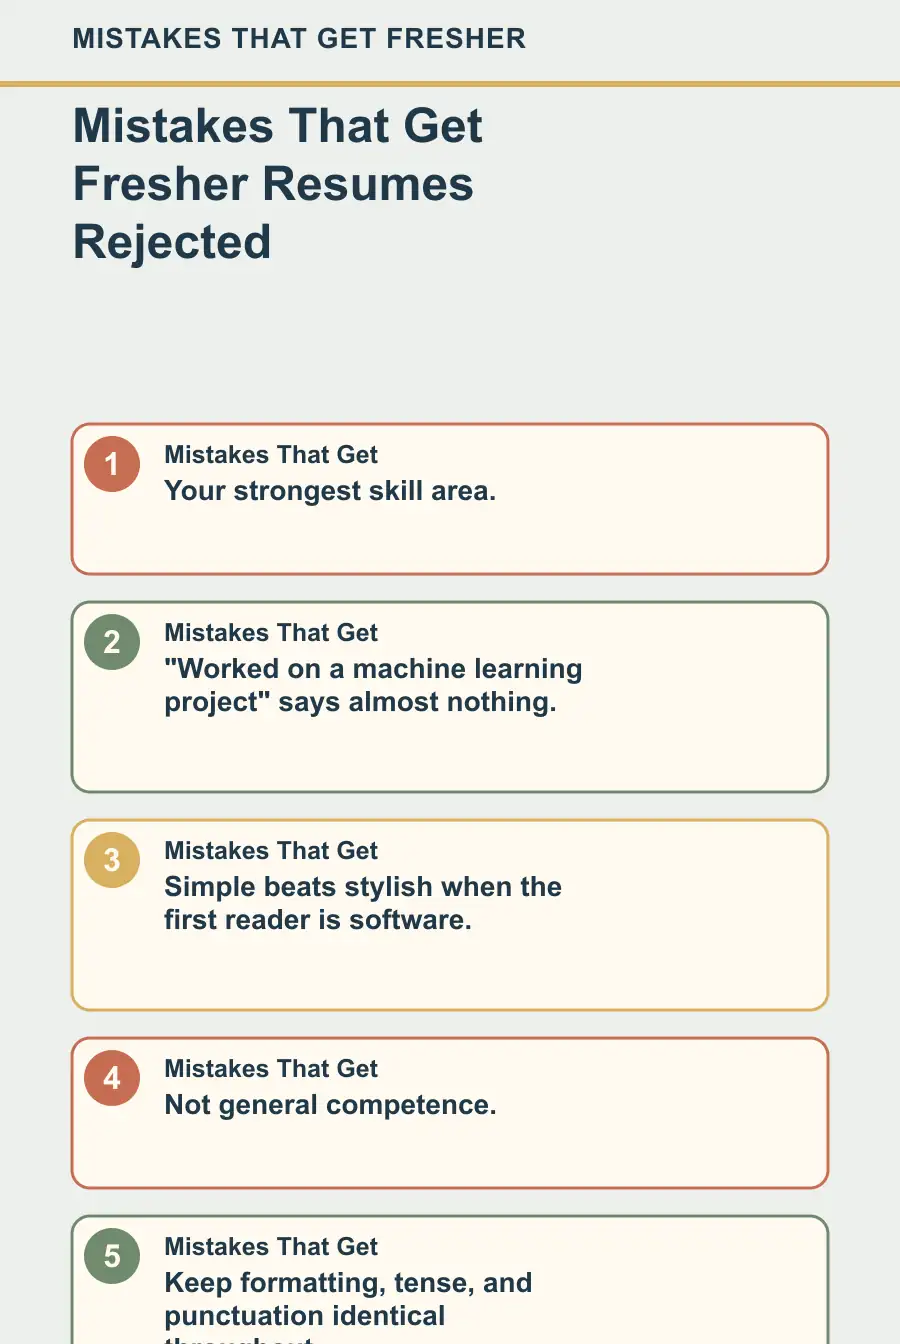 MISTAKES THAT GET FRESHER
Mistakes That Get
Fresher Resumes
Rejected
1
Mistakes That Get
Your strongest skill area.
2
Mistakes That Get
"Worked on a machine learning
project" says almost nothing.
3
Mistakes That Get
Simple beats stylish when the
first reader is software.
4
Mistakes That Get
Not general competence.
5
Mistakes That Get
Keep formatting, tense, and
punctuation identical